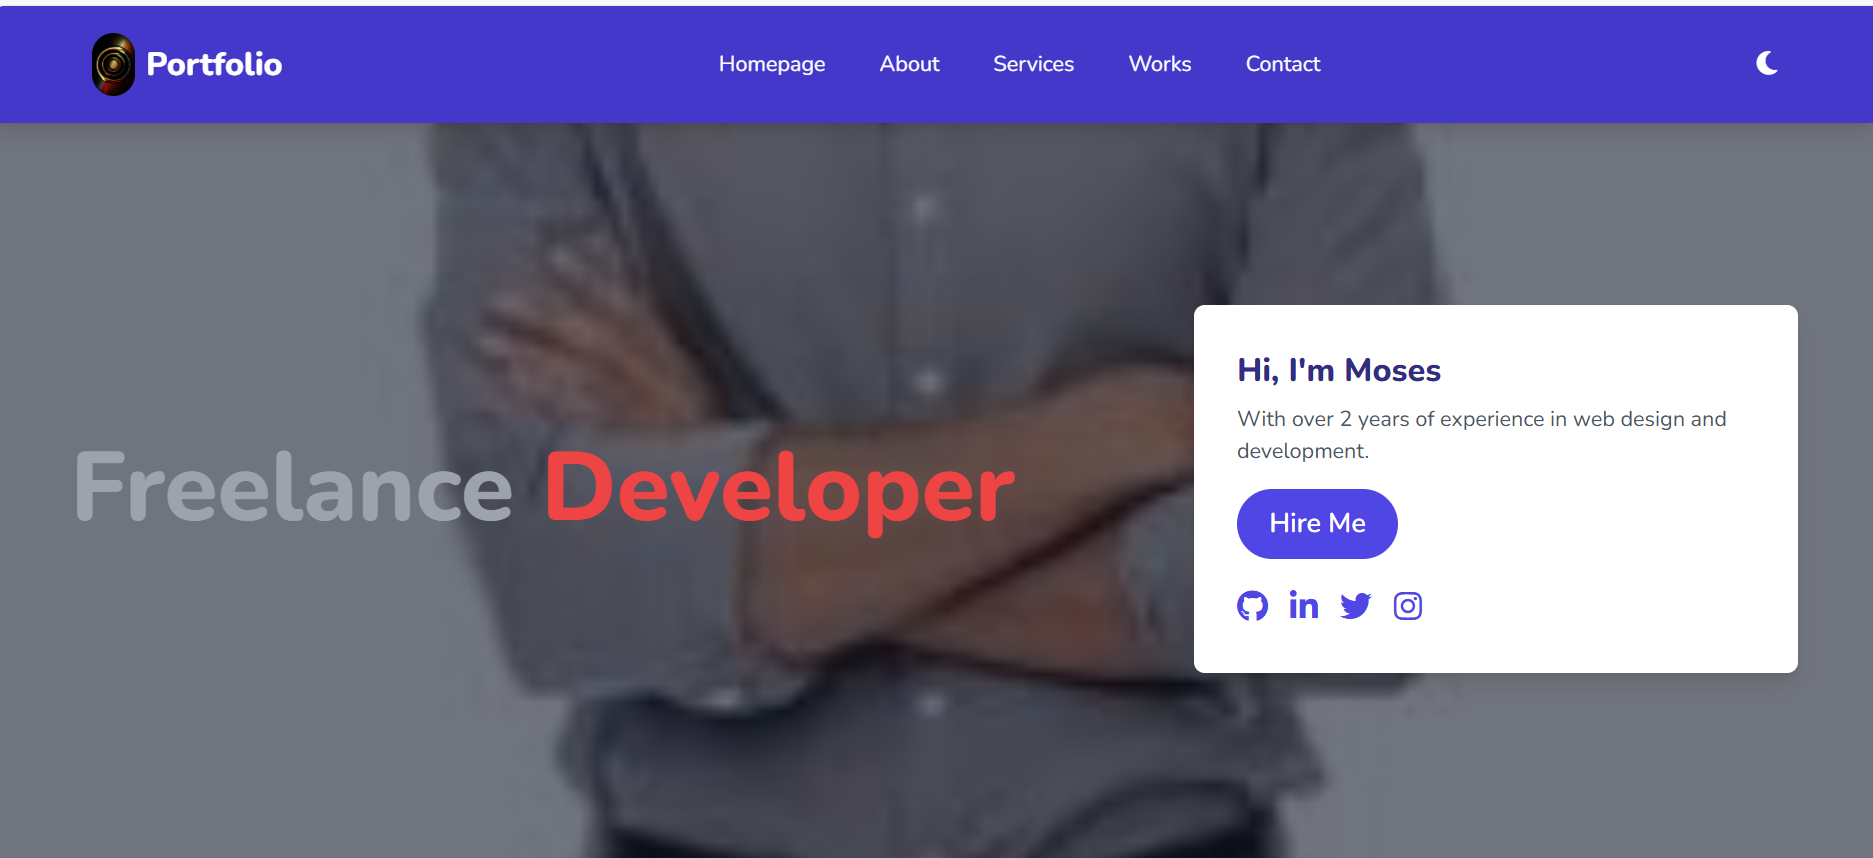 Portfolio
Homepage About Services Works Contact
Freelance Developer
Hi, I'm Moses
With over 2 years of experience in web design and
development.
Hire Me
in